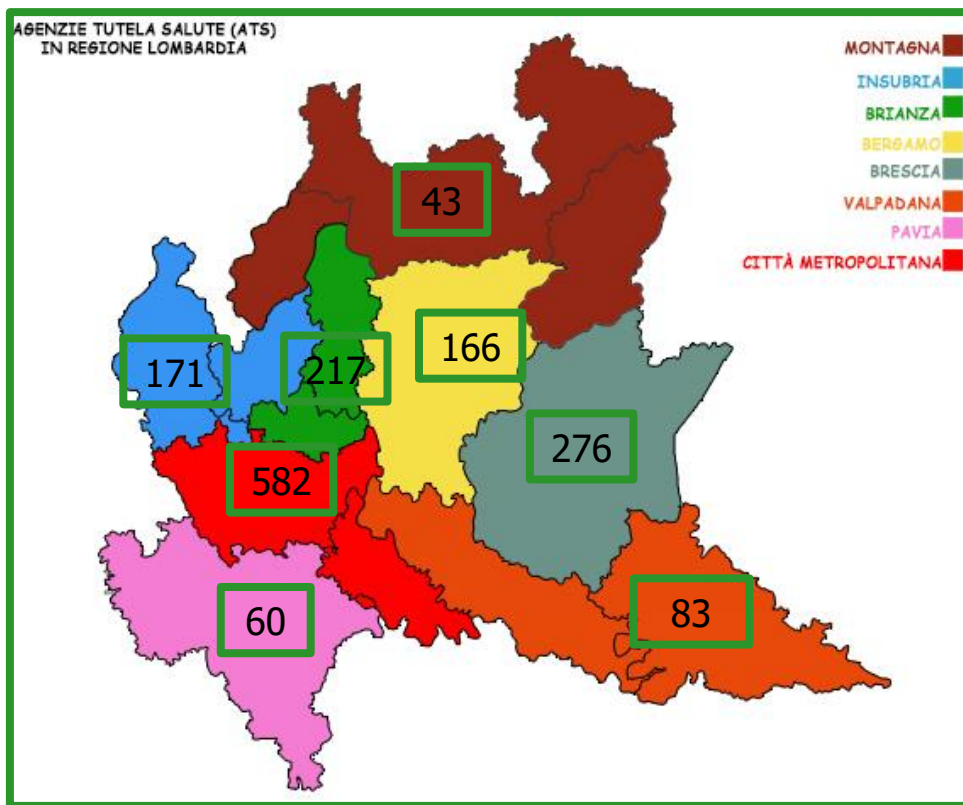 AGENZIE TUTELA SALUTE (ATS)
IN REGIONE LOMBARDIA
MONTAGNA
INSUBRIA
BRIANZA
BERGAMO
BRESCIA
VALPADANA
PAVIA
CITTÀ METROPOLITANA
43
166
171
217
276
582
60
83